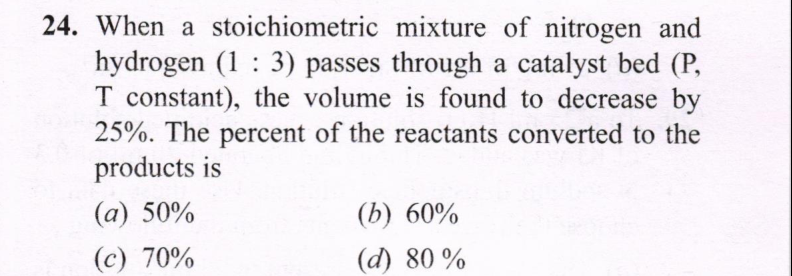 24. When a stoichiometric mixture of nitrogen and
hydrogen (1 : 3) passes through a catalyst bed (P,
T constant), the volume is found to decrease by
25%. The percent of the reactants converted to the
products is
(a) 50% (b) 60%
(c) 70% (d) 80 %